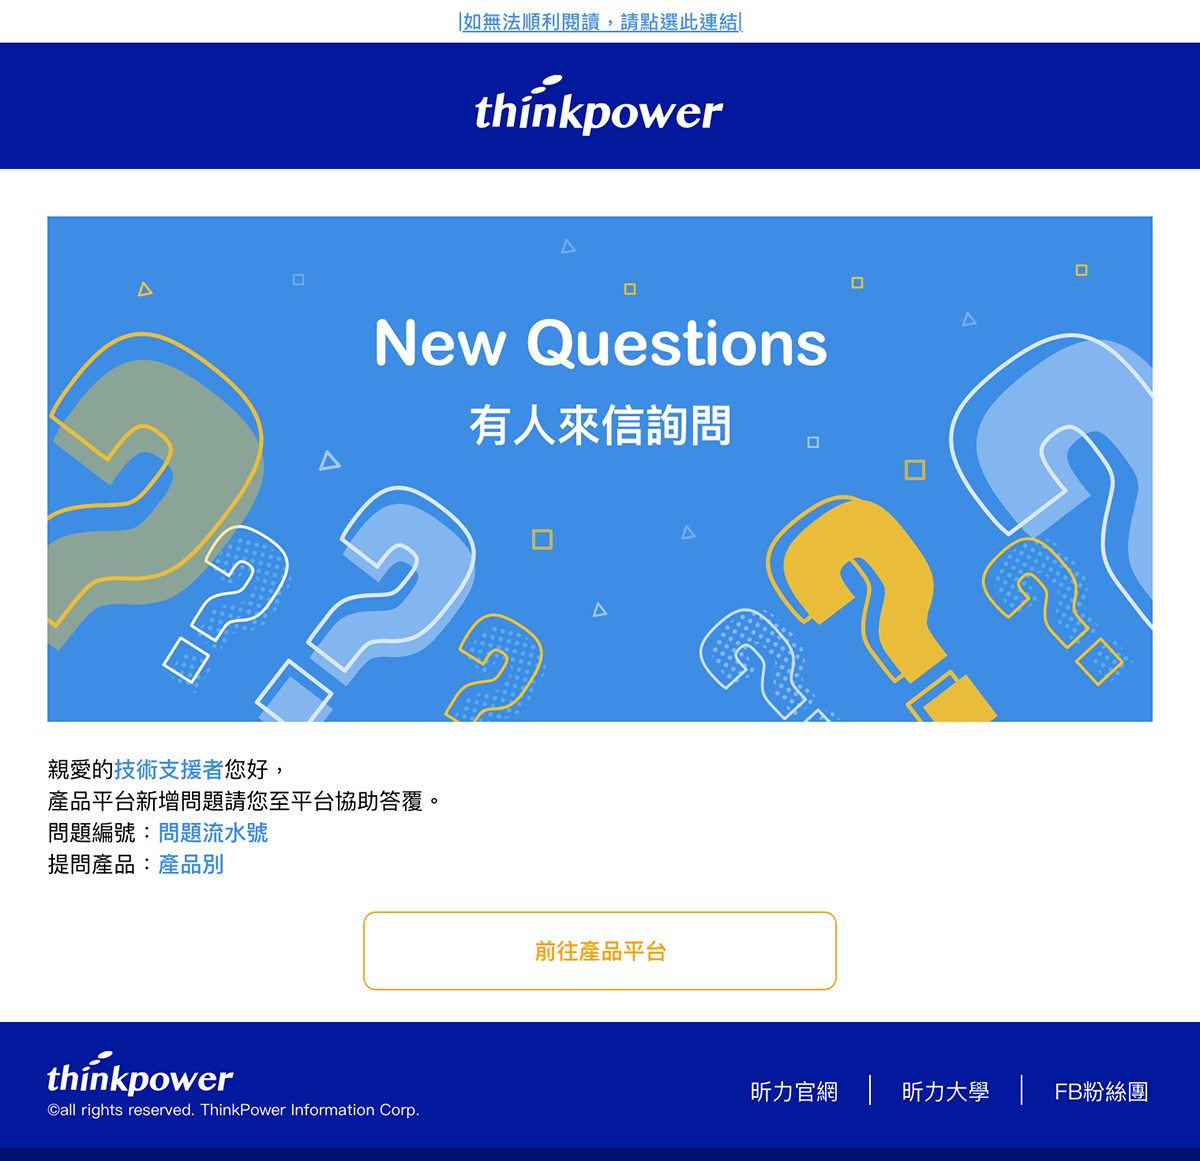 |如無法順利閱讀，請點選此連結|
thinkpower
New Questions
有人來信詢問
親愛的技術支援者您好，
產品平台新增問題請您至平台協助答覆。
問題編號：問題流水號
提問產品：產品別
前往產品平台
thinkpower
©all rights reserved. ThinkPower Information Corp.
昕力官網 | 昕力大學 | FB粉絲團